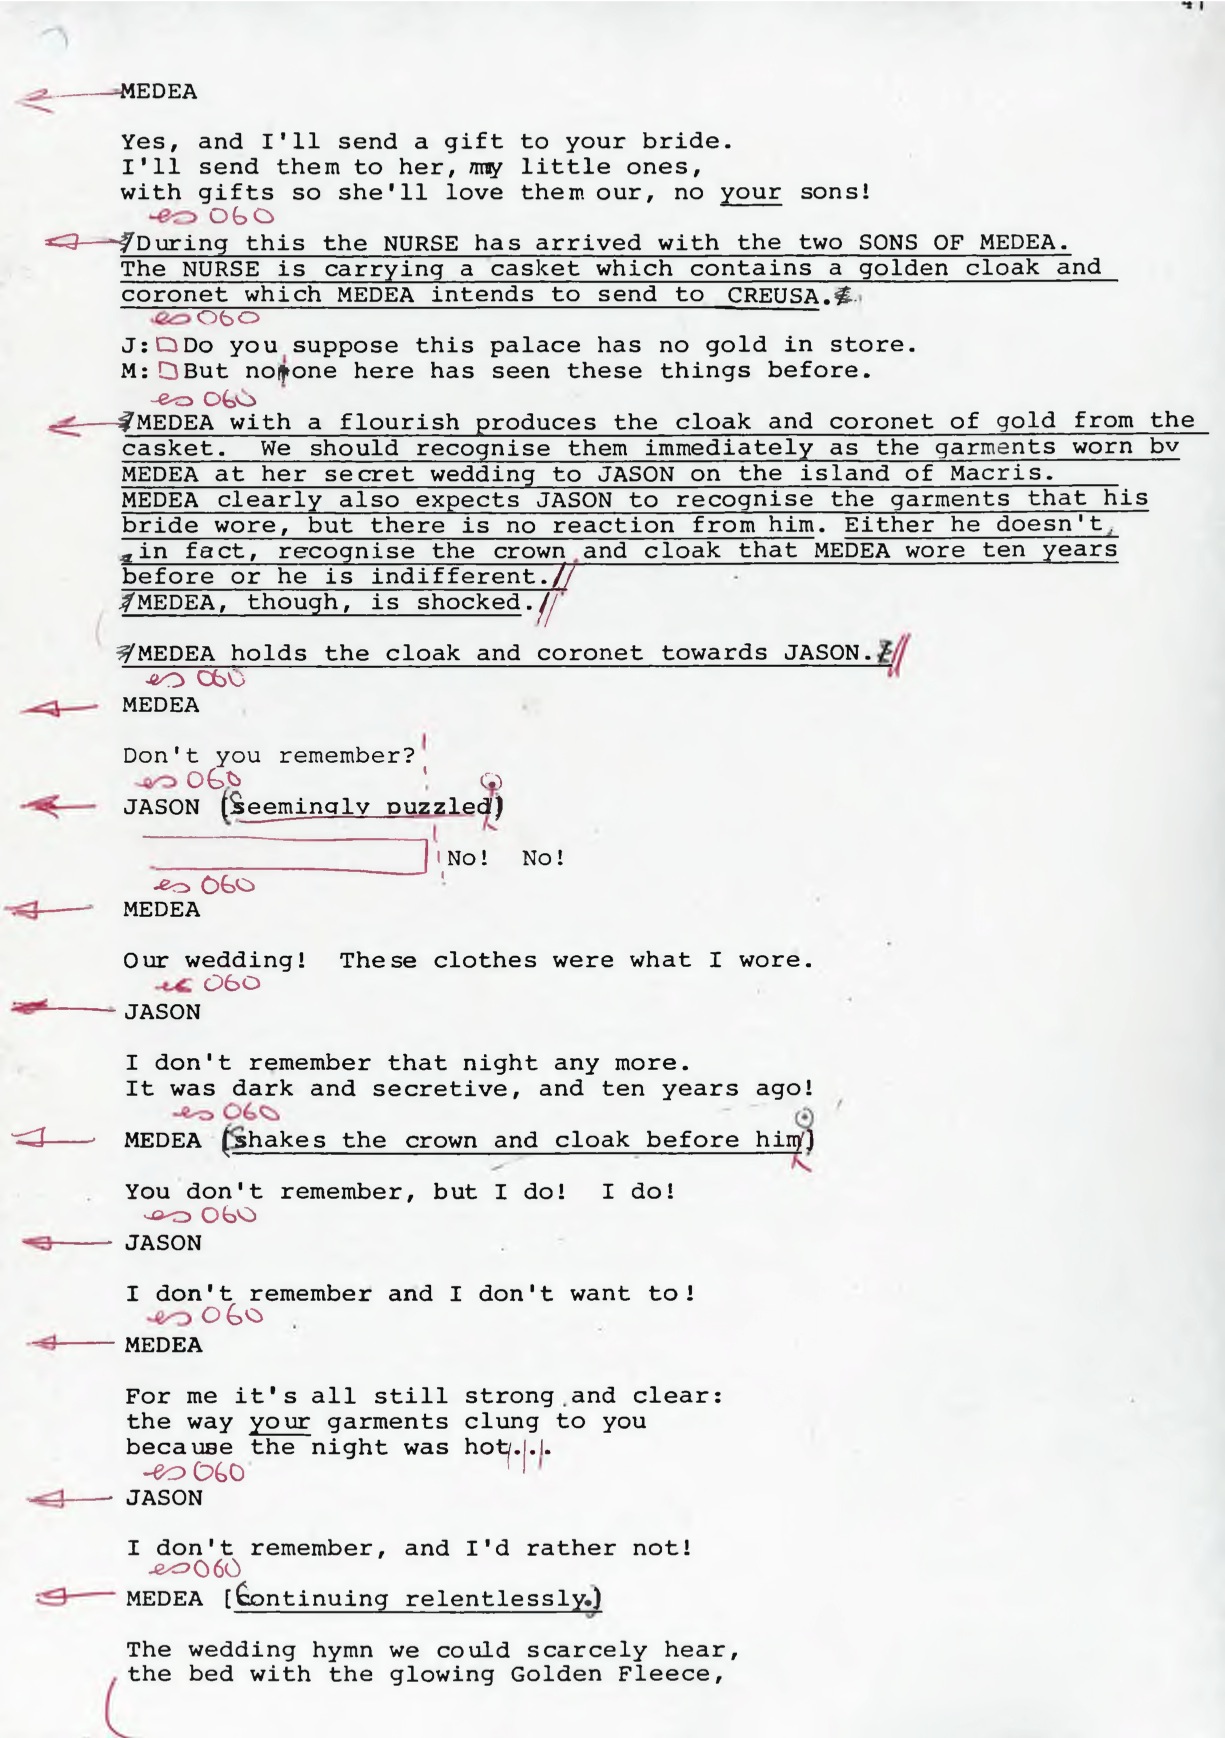 41
MEDEA
Yes, and I'll send a gift to your bride.
I'll send them to her, my little ones,
with gifts so she'll love them our, no your sons!
060
During this the NURSE has arrived with the two SONS OF MEDEA.
The NURSE is carrying a casket which contains a golden cloak and
coronet which MEDEA intends to send to CREUSA.
060
J: Do you suppose this palace has no gold in store.
M: But no one here has seen these things before.
060
MEDEA with a flourish produces the cloak and coronet of gold from the
casket. We should recognise them immediately as the garments worn by
MEDEA at her secret wedding to JASON on the island of Macris.
MEDEA clearly also expects JASON to recognise the garments that his
bride wore, but there is no reaction from him. Either he doesn't,
in fact, recognise the crown and cloak that MEDEA wore ten years
before or he is indifferent.//
MEDEA, though, is shocked.//
MEDEA holds the cloak and coronet towards JASON.//
060
MEDEA
Don't you remember?
060
JASON (Seemingly puzzled)
No! No!
060
MEDEA
Our wedding! These clothes were what I wore.
060
JASON
I don't remember that night any more.
It was dark and secretive, and ten years ago!
060
MEDEA (Shakes the crown and cloak before him)
You don't remember, but I do! I do!
060
JASON
I don't remember and I don't want to!
060
MEDEA
For me it's all still strong and clear:
the way your garments clung to you
because the night was hot...
060
JASON
I don't remember, and I'd rather not!
060
MEDEA [Continuing relentlessly.)
The wedding hymn we could scarcely hear,
the bed with the glowing Golden Fleece,